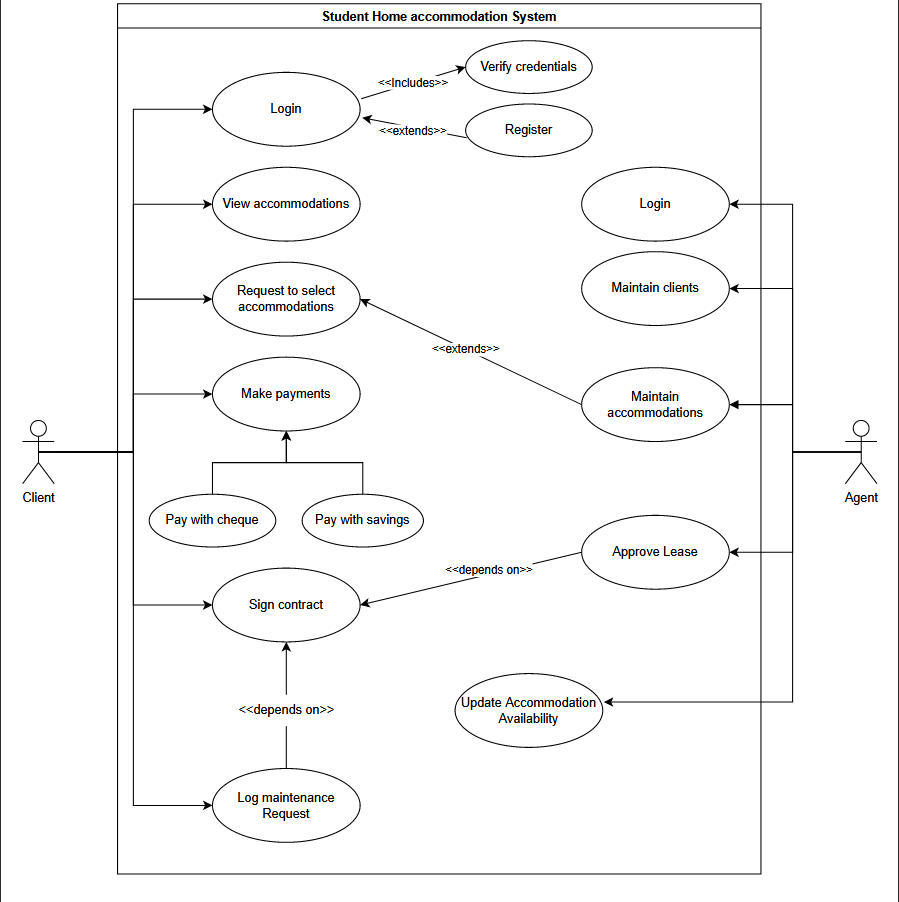 Student Home accommodation System
Verify credentials
<<Includes>>
Login
Register
<<extends>>
View accommodations
Login
Request to select
accommodations
Maintain clients
<<extends>>
Make payments
Maintain
accommodations
Client
Agent
Pay with cheque
Pay with savings
Approve Lease
<<depends on>>
Sign contract
<<depends on>>
Update Accommodation
Availability
Log maintenance
Request